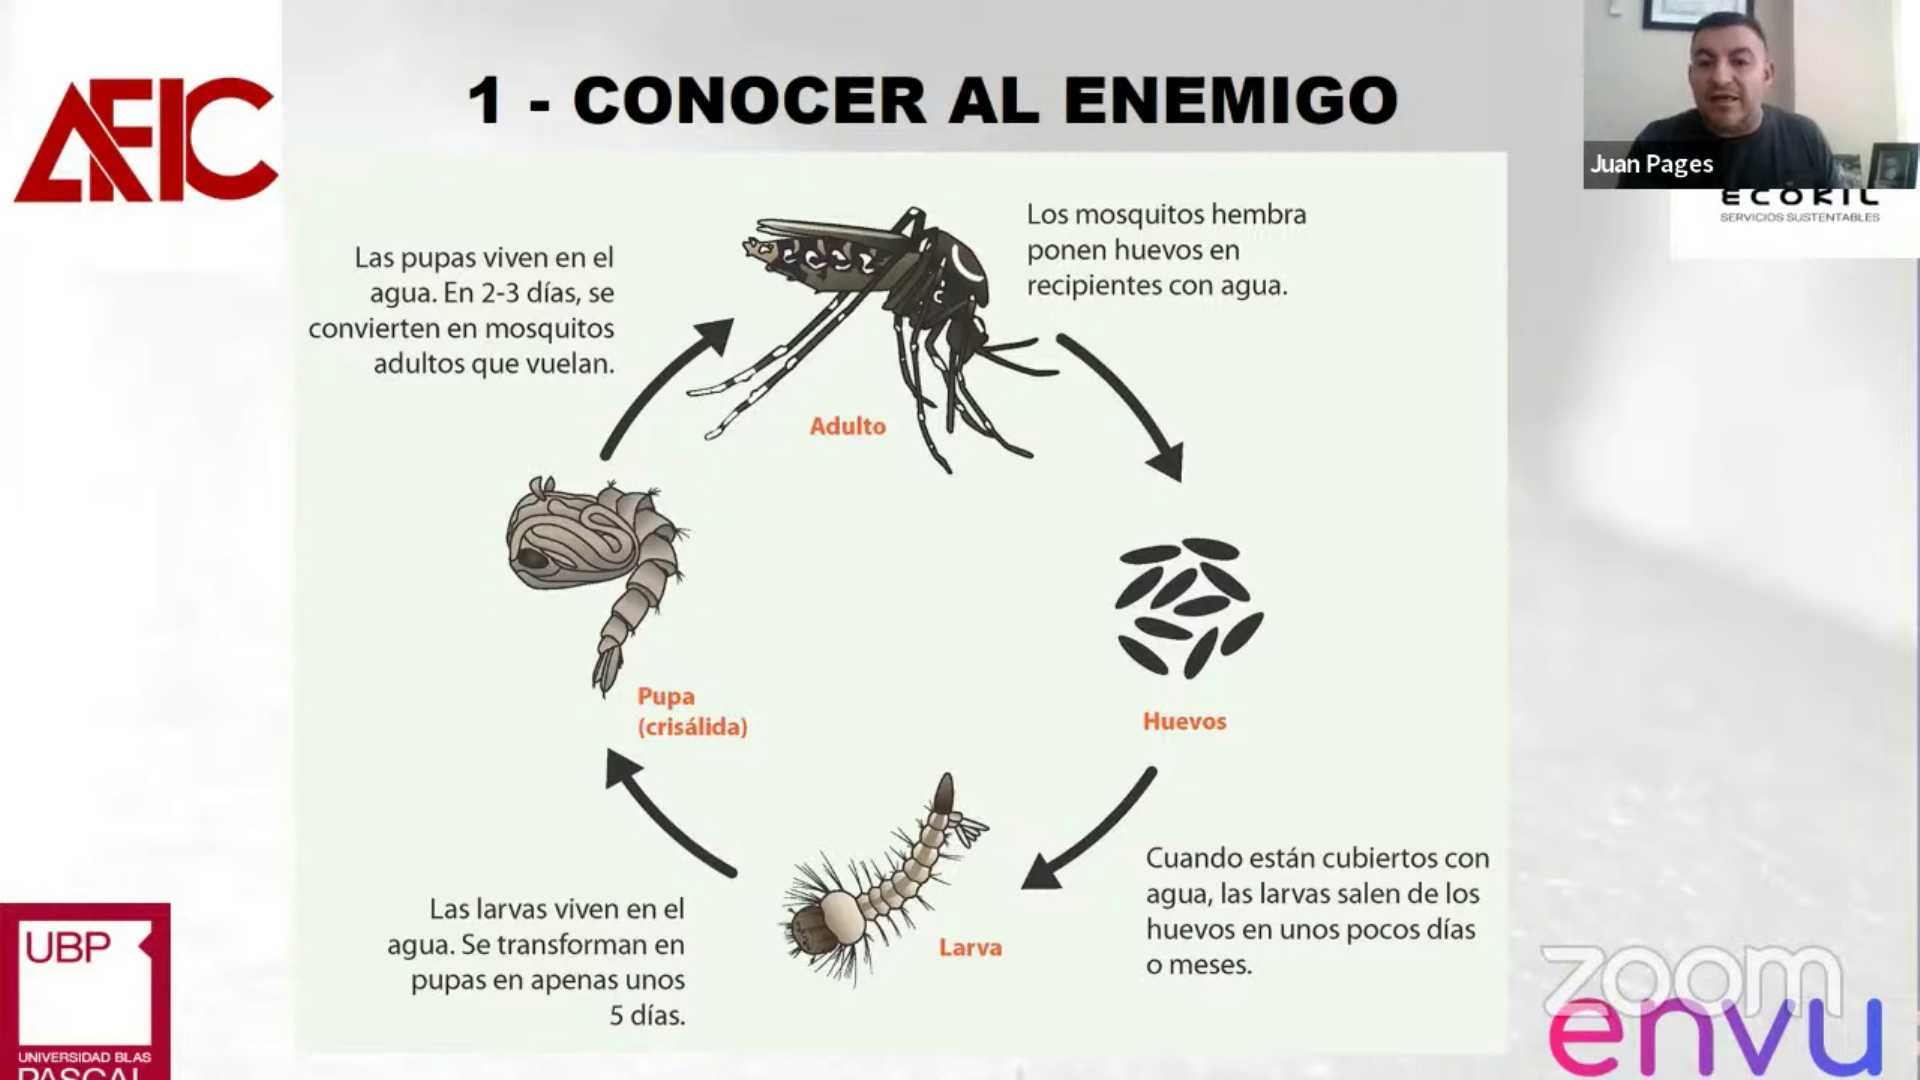 AFIC
1 - CONOCER AL ENEMIGO
Juan Pages
ECOKIL
SERVICIOS SUSTENTABLES
Las pupas viven en el
agua. En 2-3 días, se
convierten en mosquitos
adultos que vuelan.
Los mosquitos hembra
ponen huevos en
recipientes con agua.
Adulto
Pupa
(crisálida)
Huevos
Larva
Las larvas viven en el
agua. Se transforman en
pupas en apenas unos
5 días.
Cuando están cubiertos con
agua, las larvas salen de los
huevos en unos pocos días
o meses.
UBP
UNIVERSIDAD BLAS
PASCAL
zoom
envu